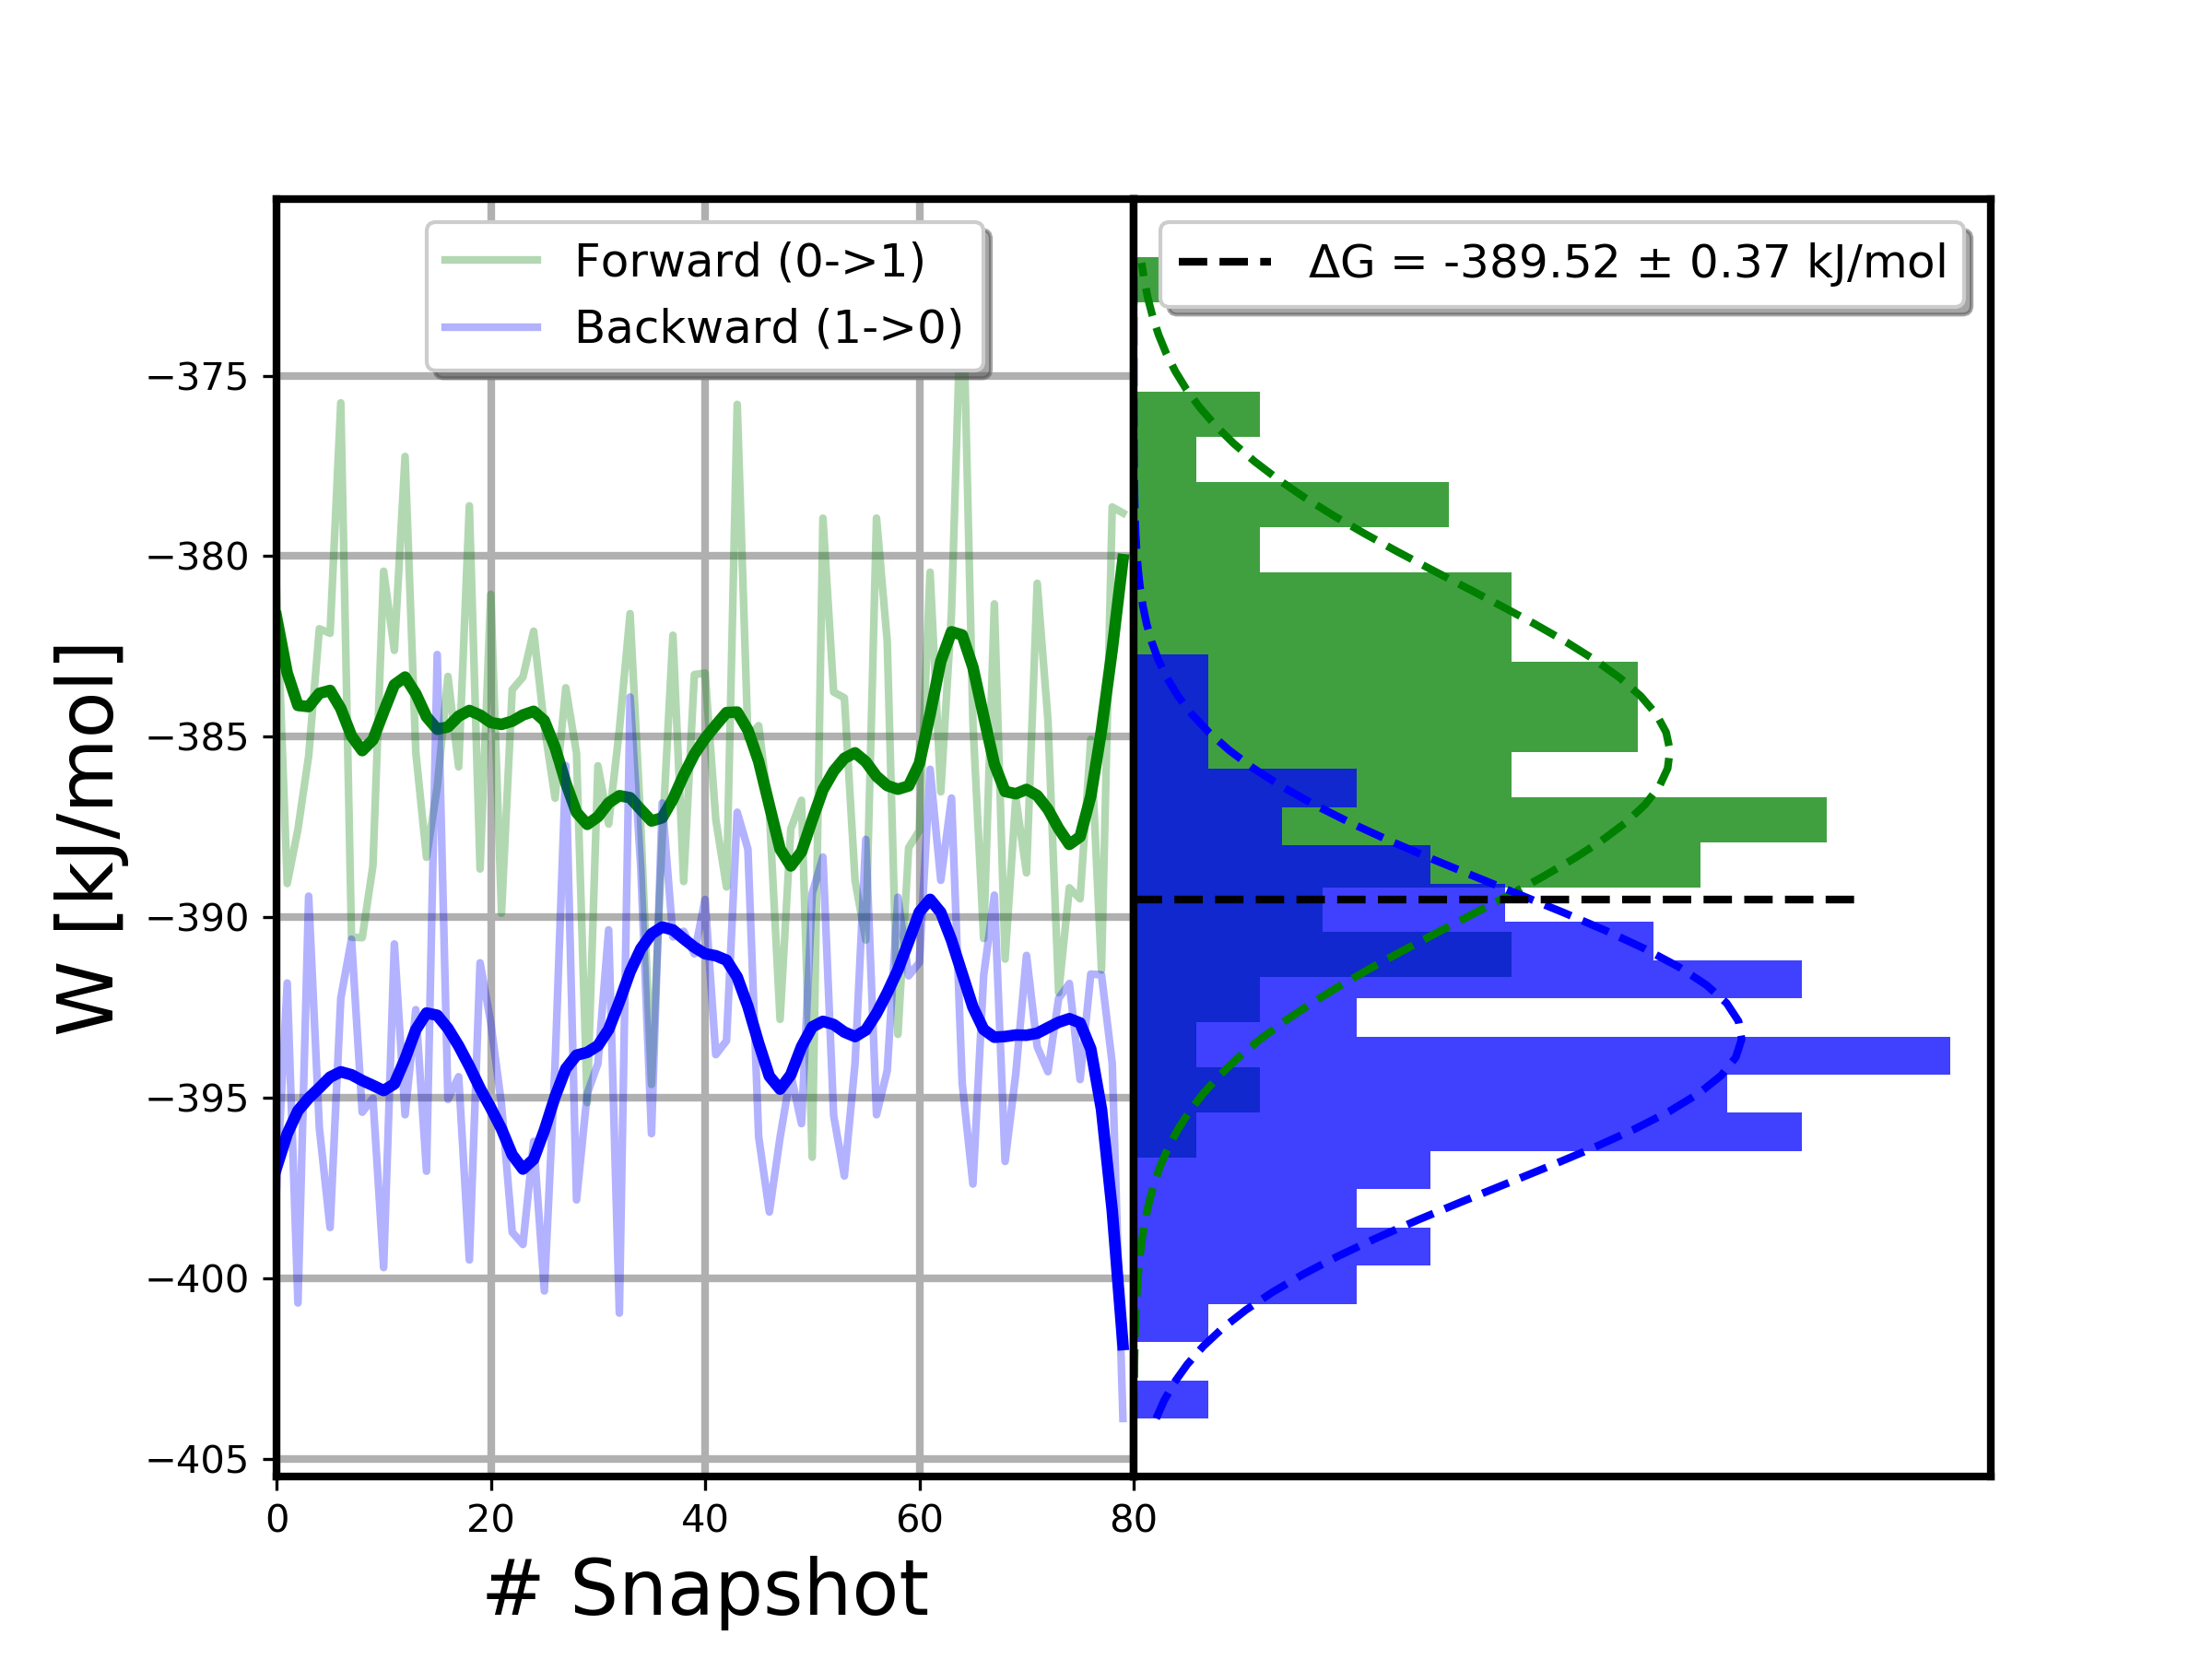 Forward (0->1)
Backward (1->0)
ΔG = -389.52 ± 0.37 kJ/mol
W [kJ/mol]
−375
−380
−385
−390
−395
−400
−405
0
20
40
60
80
# Snapshot